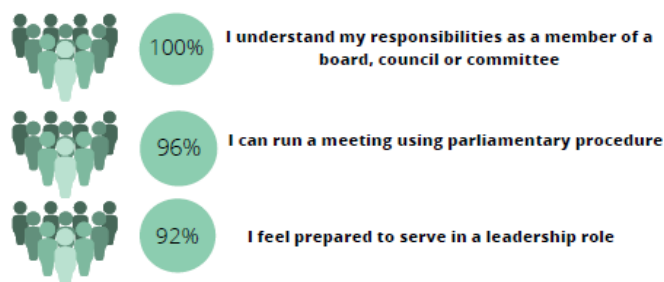 100%
I understand my responsibilities as a member of a
board, council or committee
96%
I can run a meeting using parliamentary procedure
92%
I feel prepared to serve in a leadership role